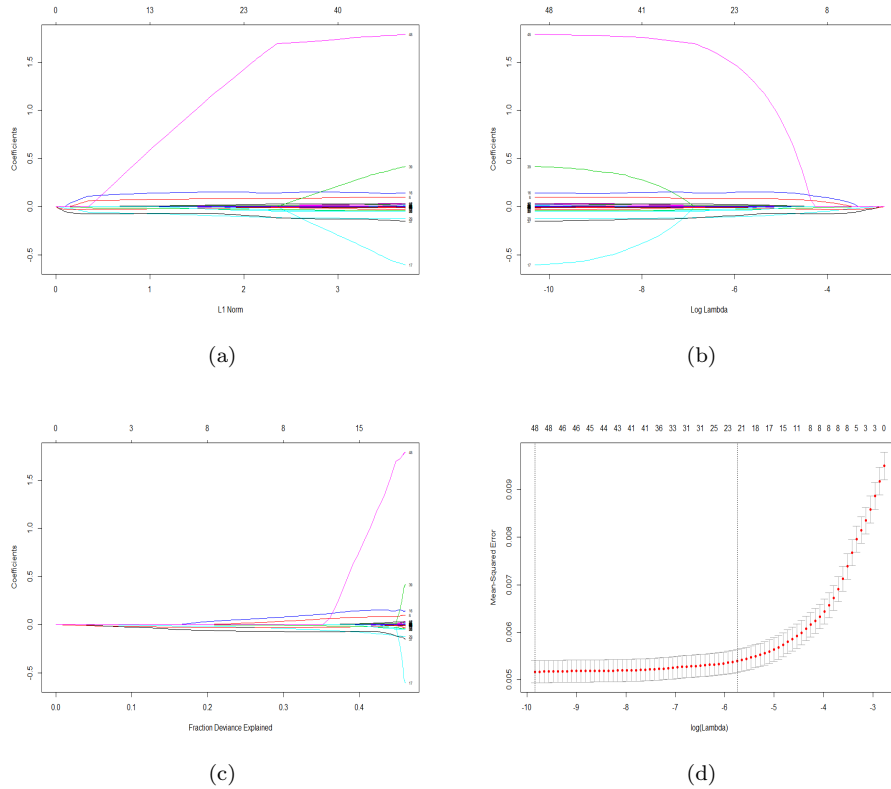 0 13 23 40
Coefficients
-0.5 0.0 0.5 1.0 1.5
0 1 2 3
L1 Norm
(a)
48 41 23 8
Coefficients
-0.5 0.0 0.5 1.0 1.5
-10 -8 -6 -4
Log Lambda
(b)
0 3 8 8 15
Coefficients
-0.5 0.0 0.5 1.0 1.5
0.0 0.1 0.2 0.3 0.4
Fraction Deviance Explained
(c)
48 48 46 46 45 44 43 41 41 36 33 31 31 25 23 21 18 17 15 11 8 8 8 8 5 3 3 0
Mean-Squared Error
0.005 0.006 0.007 0.008 0.009
-10 -9 -8 -7 -6 -5 -4 -3
log(Lambda)
(d)